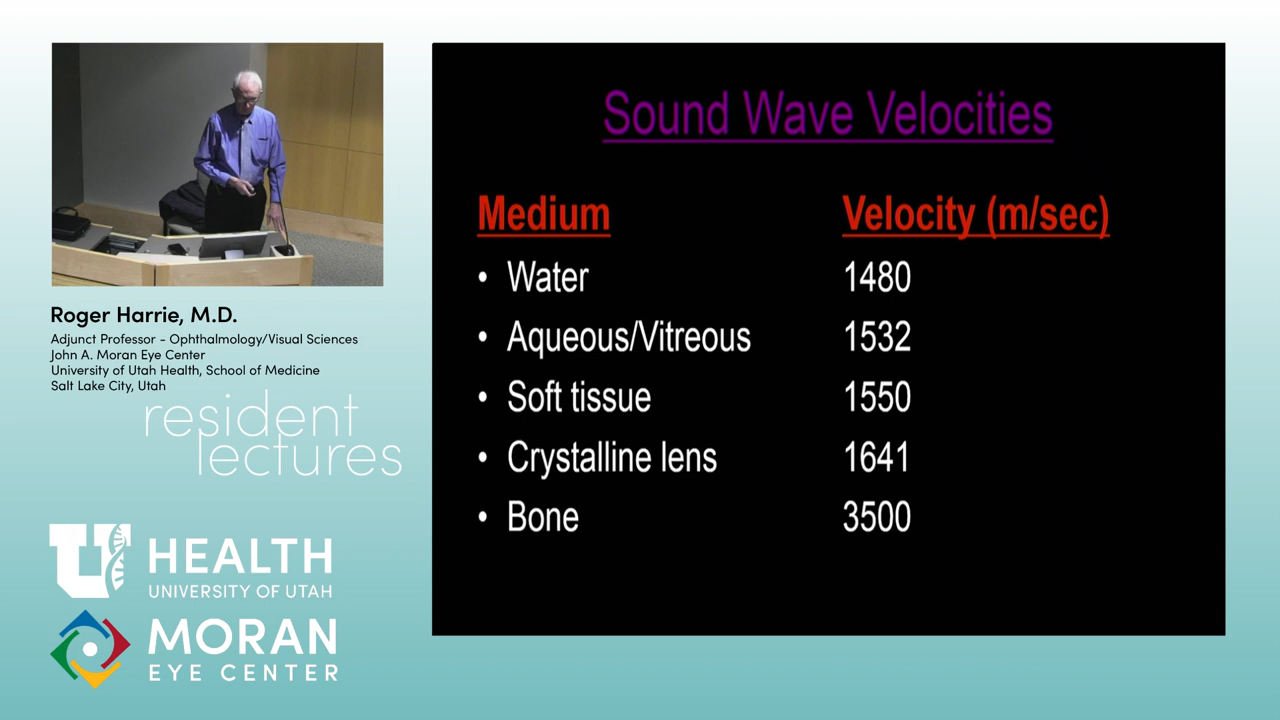 Sound Wave Velocities
Medium Velocity (m/sec)
• Water 1480
• Aqueous/Vitreous 1532
• Soft tissue 1550
• Crystalline lens 1641
• Bone 3500
Roger Harrie, M.D.
Adjunct Professor - Ophthalmology/Visual Sciences
John A. Moran Eye Center
University of Utah Health, School of Medicine
Salt Lake City, Utah
resident
lectures
U HEALTH
UNIVERSITY OF UTAH
MORAN
EYE CENTER